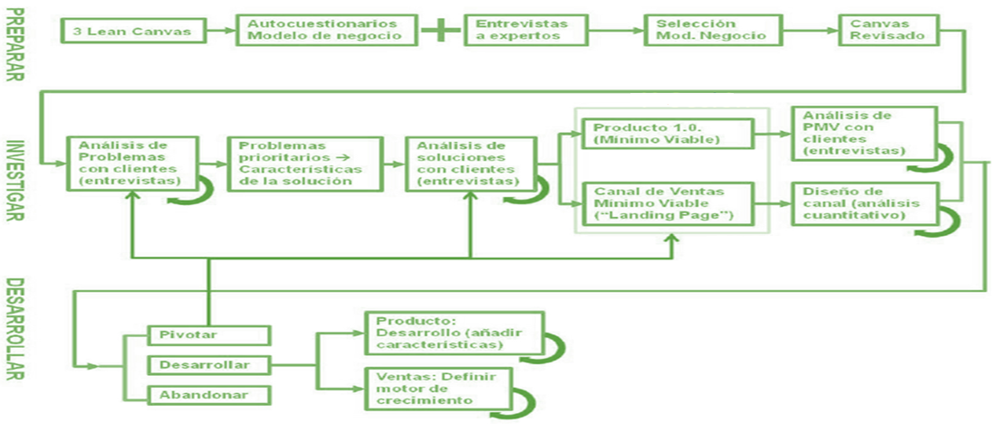 PREPARAR
3 Lean Canvas
Autocuestionarios
Modelo de negocio
Entrevistas
a expertos
Selección
Mod. Negocio
Canvas
Revisado
INVESTIGAR
Análisis de
Problemas
con clientes
(entrevistas)
Problemas
prioritarios →
Características
de la solución
Análisis de
soluciones
con clientes
(entrevistas)
Producto 1.0.
(Mínimo Viable)
Análisis de
PMV con
clientes
(entrevistas)
Canal de Ventas
Mínimo Viable
(“Landing Page”)
Diseño de
canal (análisis
cuantitativo)
DESARROLLAR
Pivotar
Desarrollar
Abandonar
Producto:
Desarrollo (añadir
características)
Ventas: Definir
motor de
crecimiento